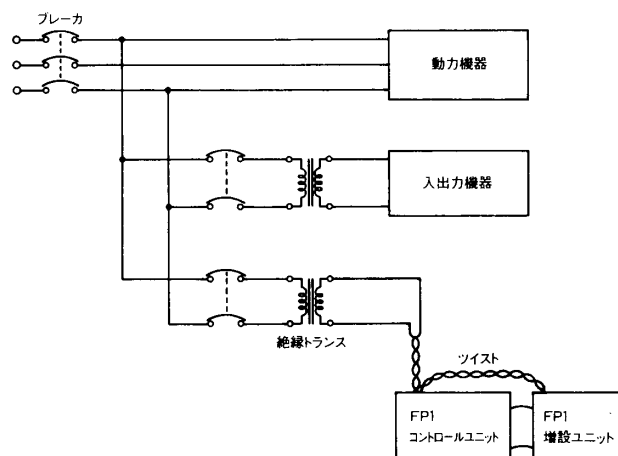 ブレーカ
動力機器
入出力機器
絶縁トランス
ツイスト
FP1
コントロールユニット
FP1
増設ユニット